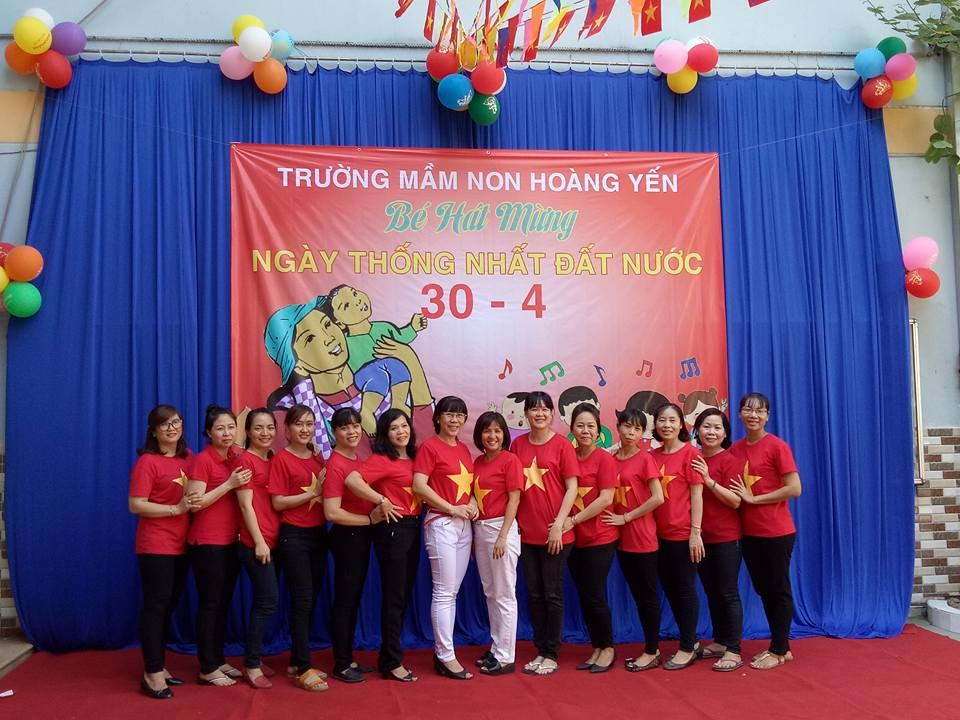 TRƯỜNG MẦM NON HOÀNG YẾN
Bé Hát Mừng
NGÀY THỐNG NHẤT ĐẤT NƯỚC
30 - 4